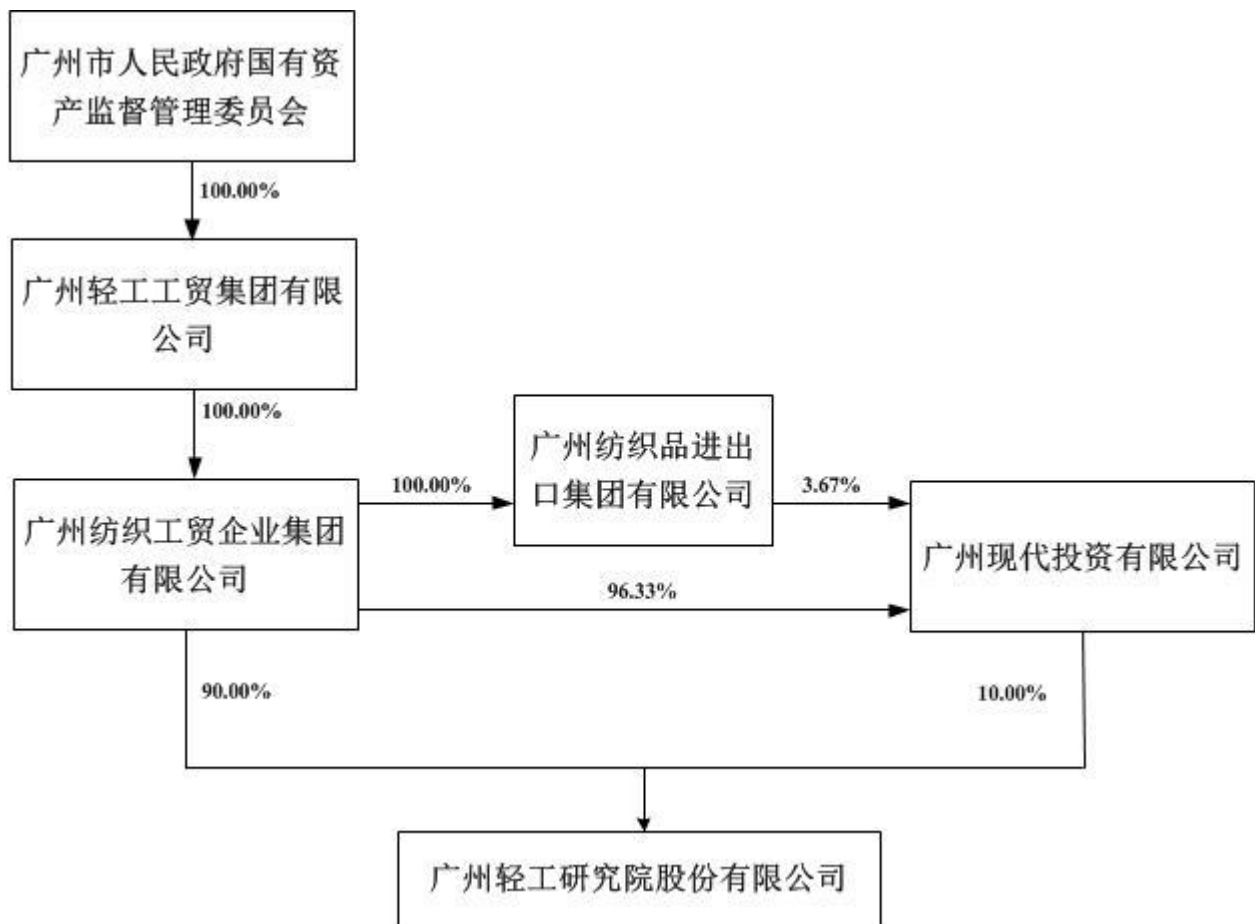 广州市人民政府国有资
产监督管理委员会
100.00%
广州轻工工贸集团有限
公司
100.00%
广州纺织工贸企业集团
有限公司
100.00%
广州纺织品进出
口集团有限公司
3.67%
96.33%
广州现代投资有限公司
90.00%
10.00%
广州轻工研究院股份有限公司